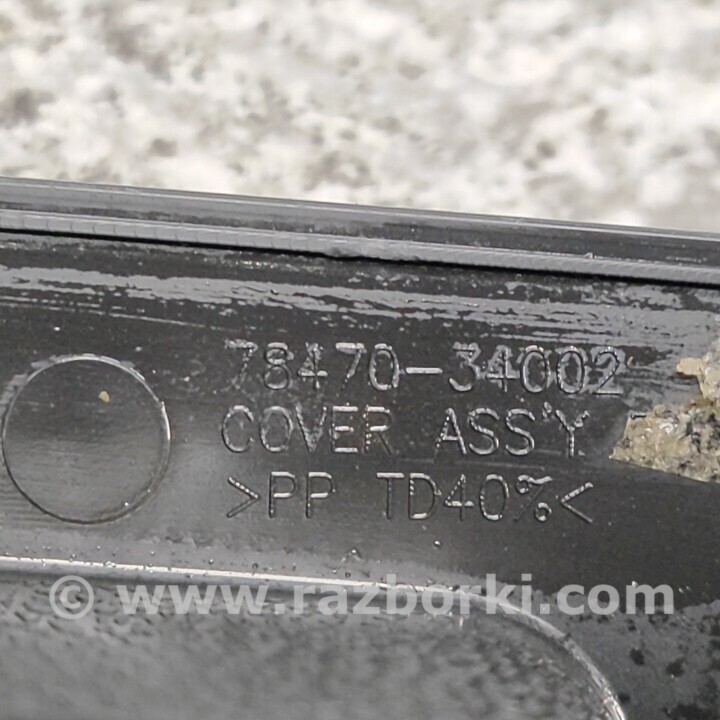 78470-34002
COVER ASS'Y
>PP TD40%<
© www.razborki.com